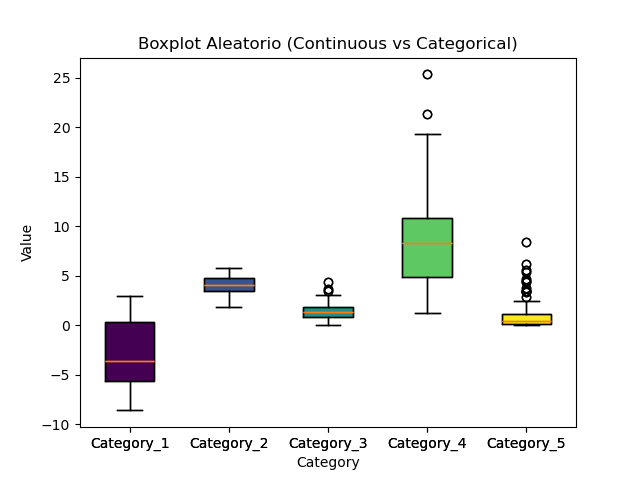 Boxplot Aleatorio (Continuous vs Categorical)
25
20
15
10
5
0
−5
−10
Value
Category_1 Category_2 Category_3 Category_4 Category_5
Category